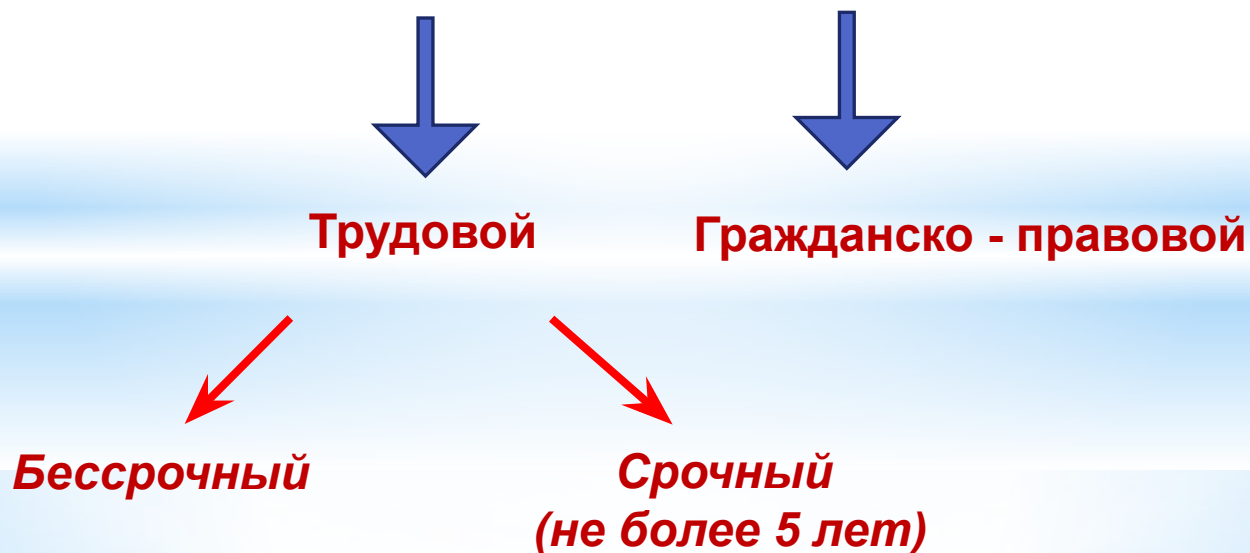 Трудовой
Гражданско - правовой
Бессрочный
Срочный
(не более 5 лет)